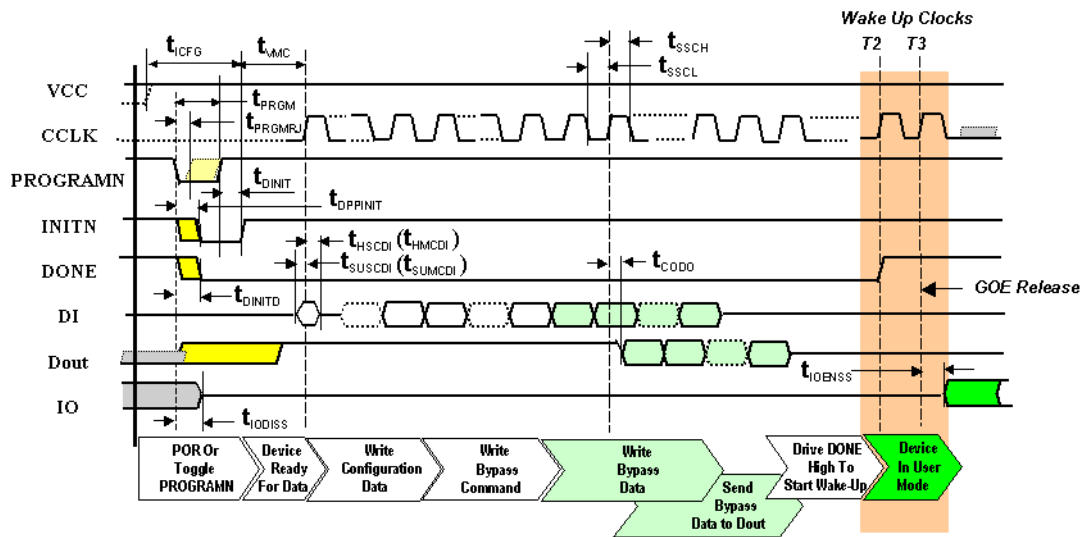 Wake Up Clocks
T2 T3
tICFG
tVMC
tSSCH
tSSCL
VCC
tPRGM
CCLK
tPRGMRJ
PROGRAMN
tDINIT
tDPPINIT
INITN
tHSCDI (tHMCDI)
tSUSCDI (tSUMCDI)
tCODO
DONE
tDINITD
GOE Release
DI
Dout
tIOENSS
IO
tIODISS
POR Or
Toggle
PROGRAMN
Device
Ready
For Data
Write
Configuration
Data
Write
Bypass
Command
Write
Bypass
Data
Send
Bypass
Data to Dout
Drive DONE
High To
Start Wake-Up
Device
In User
Mode